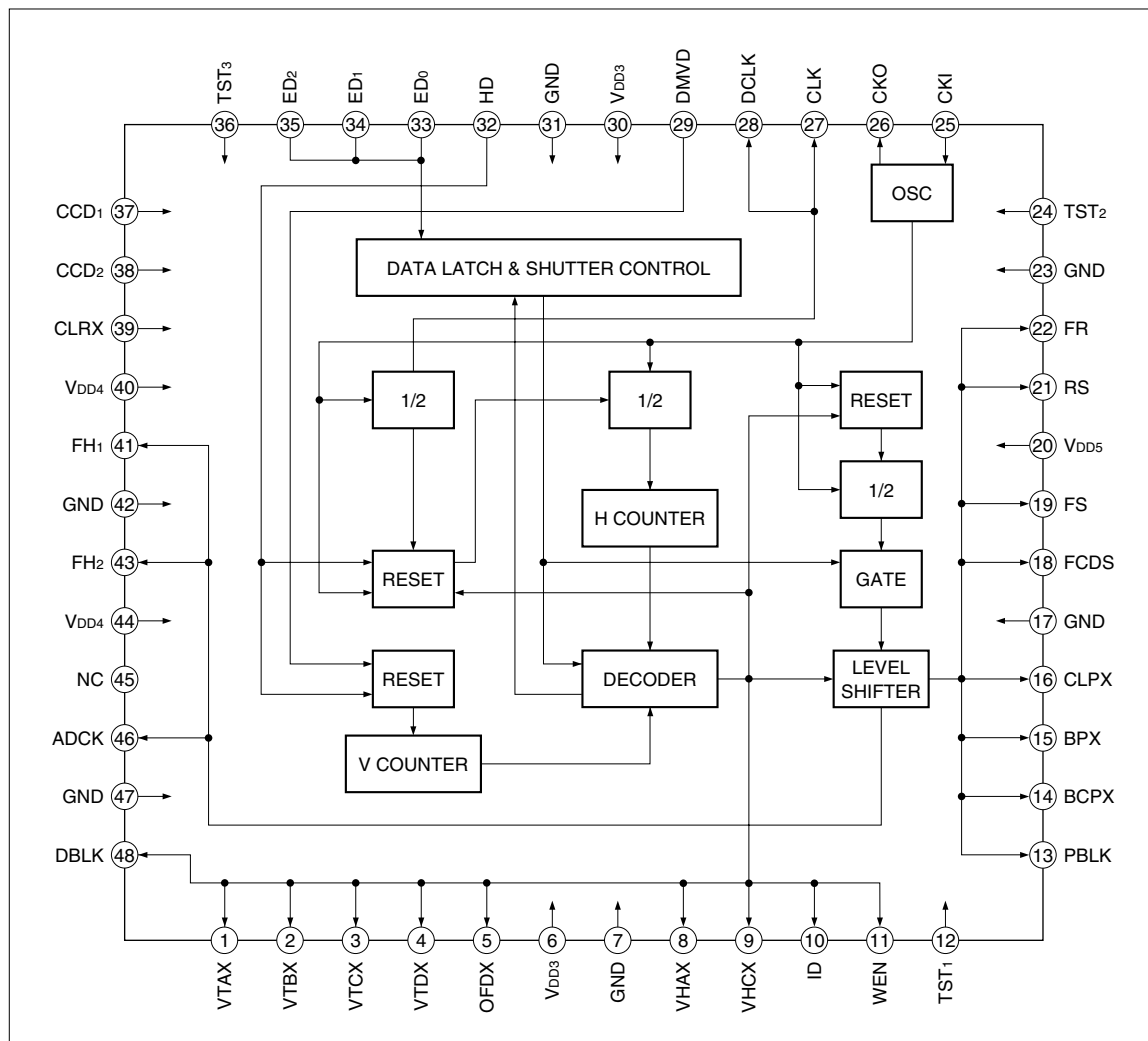 TST3
ED2
ED1
ED0
HD
GND
VDD3
DMVD
DCLK
CLK
CKO
CKI
36
35
34
33
32
31
30
29
28
27
26
25
OSC
CCD1 37
24 TST2
DATA LATCH & SHUTTER CONTROL
CCD2 38
23 GND
CLRX 39
22 FR
VDD4 40
1/2
1/2
RESET
21 RS
FH1 41
20 VDD5
1/2
GND 42
H COUNTER
19 FS
FH2 43
RESET
GATE
18 FCDS
VDD4 44
17 GND
NC 45
RESET
DECODER
LEVEL
SHIFTER
16 CLPX
ADCK 46
V COUNTER
15 BPX
GND 47
14 BCPX
DBLK 48
13 PBLK
1
2
3
4
5
6
7
8
9
10
11
12
VTAX
VTBX
VTCX
VTDX
OFDX
VDD3
GND
VHAX
VHCX
ID
WEN
TST1